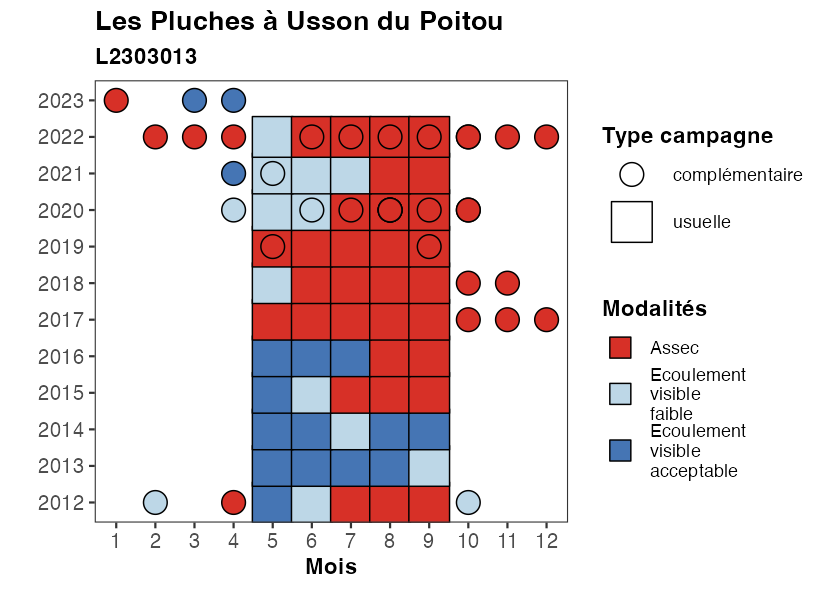 Les Pluches à Usson du Poitou
L2303013
2023
2022
2021
2020
2019
2018
2017
2016
2015
2014
2013
2012
1 2 3 4 5 6 7 8 9 10 11 12
Mois
Type campagne
complémentaire
usuelle
Modalités
Assec
Ecoulement
visible
faible
Ecoulement
visible
acceptable